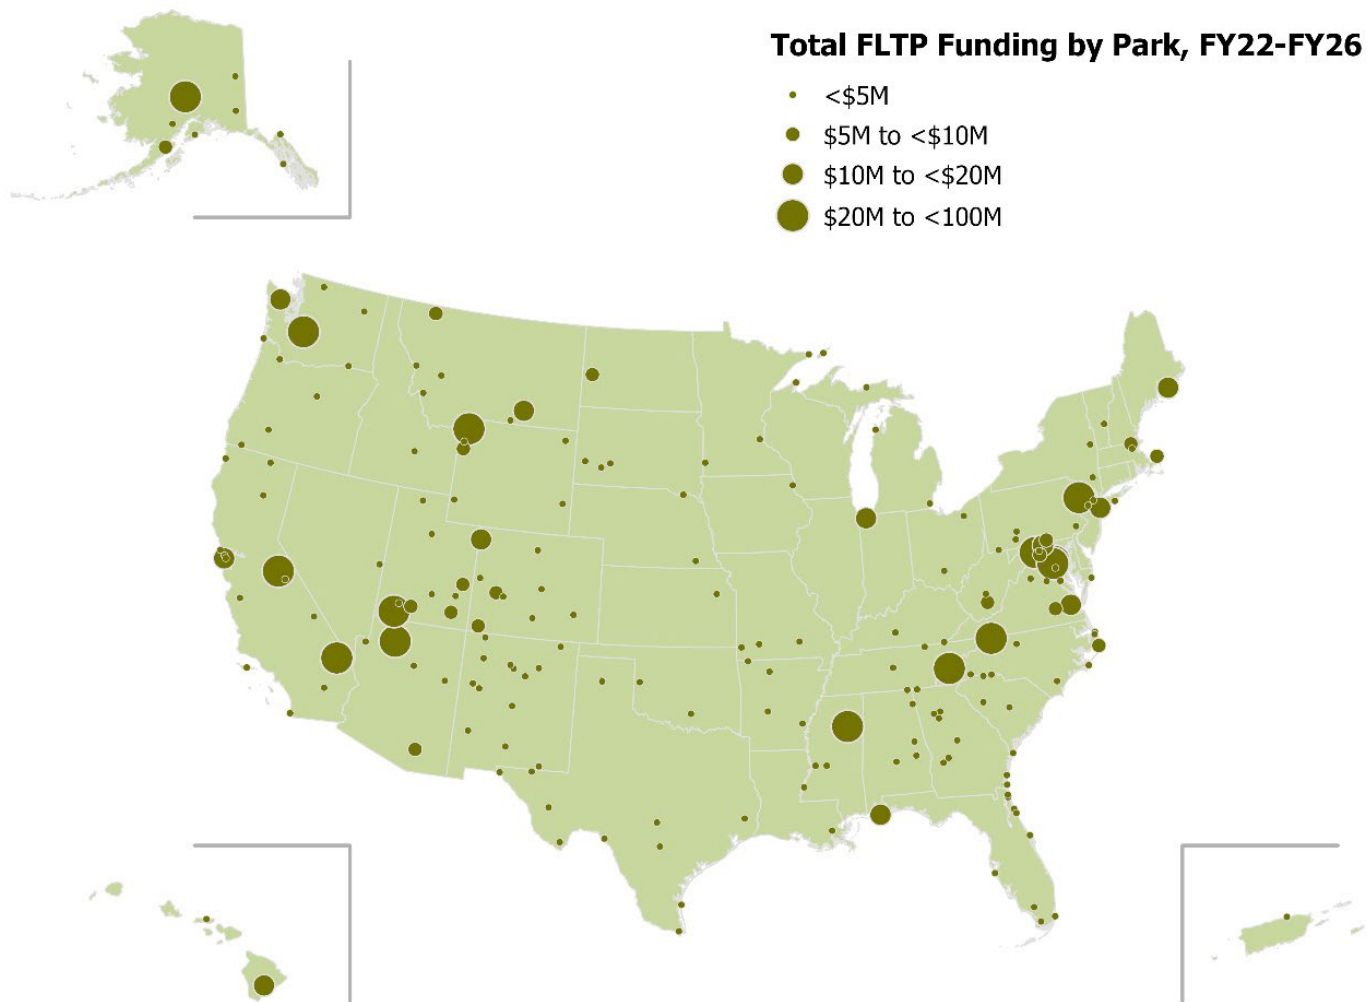 Total FLTP Funding by Park, FY22-FY26
<$5M
$5M to <$10M
$10M to <$20M
$20M to <100M